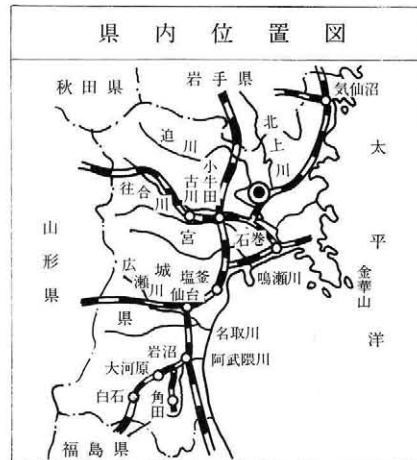 県内位置図
秋田県
岩手県
気仙沼
迫川
北上川
小牛田
古川
太平洋
石巻
宮城県
山形県
広瀬川
塩釜
鳴瀬川
金華山
仙台
名取川
岩沼
阿武隈川
大河原
白石
角田
福島県